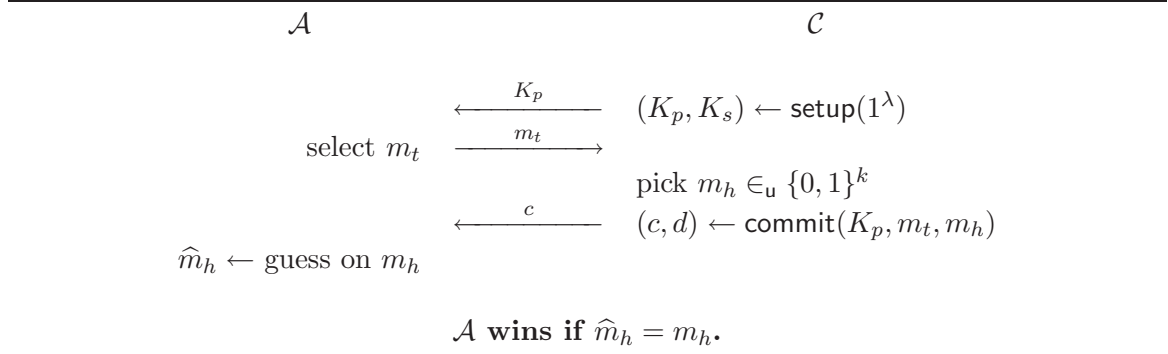 𝒜 𝒞
K_p (K_p, K_s) ← setup(1^λ)
select m_t m_t
pick m_h ∈_u {0, 1}^k
c (c, d) ← commit(K_p, m_t, m_h)
m̂_h ← guess on m_h
𝒜 wins if m̂_h = m_h.